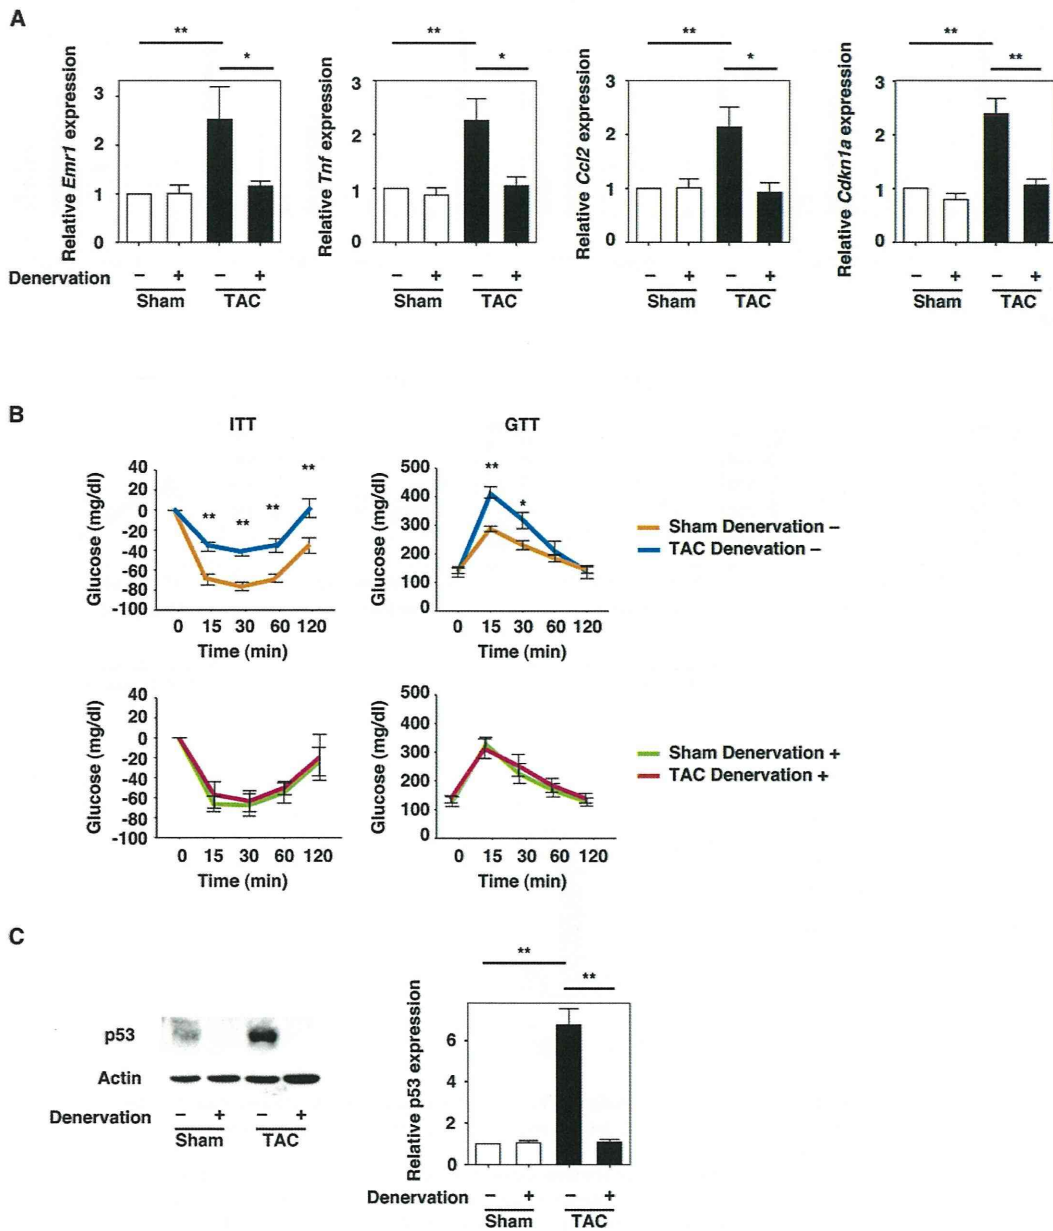 A
** ** ** **
* * * **
Relative Emr1 expression
3
2
1
0
Relative Tnf expression
3
2
1
0
Relative Ccl2 expression
3
2
1
0
Relative Cdkn1a expression
3
2
1
0
Denervation − + − + − + − + − + − + − + − +
Sham TAC Sham TAC Sham TAC Sham TAC
B
ITT
Glucose (mg/dl)
40
20
0
-20
-40
-60
-80
-100
** ** ** **
0 15 30 60 120
Time (min)
GTT
Glucose (mg/dl)
500
400
300
200
100
0
** *
0 15 30 60 120
Time (min)
Sham Denervation −
TAC Denevation −
Glucose (mg/dl)
40
20
0
-20
-40
-60
-80
-100
0 15 30 60 120
Time (min)
Glucose (mg/dl)
500
400
300
200
100
0
0 15 30 60 120
Time (min)
Sham Denervation +
TAC Denervation +
C
p53
Actin
Denervation − + − +
Sham TAC
**
**
Relative p53 expression
6
4
2
0
Denervation − + − +
Sham TAC